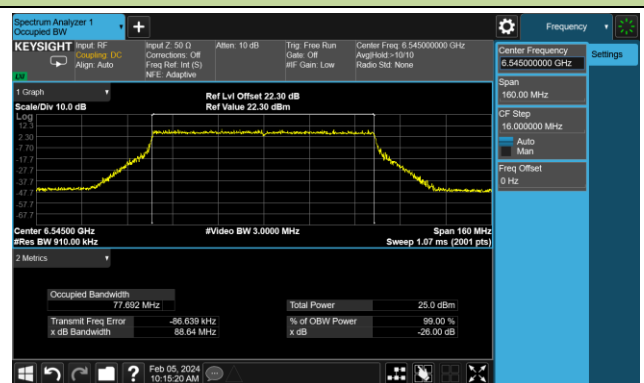 Spectrum Analyzer 1
Occupied BW
Frequency
KEYSIGHT
Input: RF
Coupling: DC
Align: Auto
Input Z: 50 Ω
Corrections: Off
Freq Ref: Int (S)
NFE: Adaptive
Atten: 10 dB
Trig: Free Run
Gate: Off
#IF Gain: Low
Center Freq: 6.545000000 GHz
Avg|Hold:>10/10
Radio Std: None
LW
Center Frequency
6.545000000 GHz
Settings
Span
160.00 MHz
CF Step
16.000000 MHz
Auto
Man
Freq Offset
0 Hz
1 Graph
Scale/Div 10.0 dB
Ref Lvl Offset 22.30 dB
Ref Value 22.30 dBm
Log
12.3
2.30
-7.70
-17.7
-27.7
-37.7
-47.7
-57.7
-67.7
Center 6.54500 GHz
#Video BW 3.0000 MHz
Span 160 MHz
#Res BW 910.00 kHz
Sweep 1.07 ms (2001 pts)
2 Metrics
Occupied Bandwidth
77.692 MHz
Total Power 25.0 dBm
Transmit Freq Error -86.639 kHz
% of OBW Power 99.00 %
x dB Bandwidth 88.64 MHz
x dB -26.00 dB
?
Feb 05, 2024
10:15:20 AM